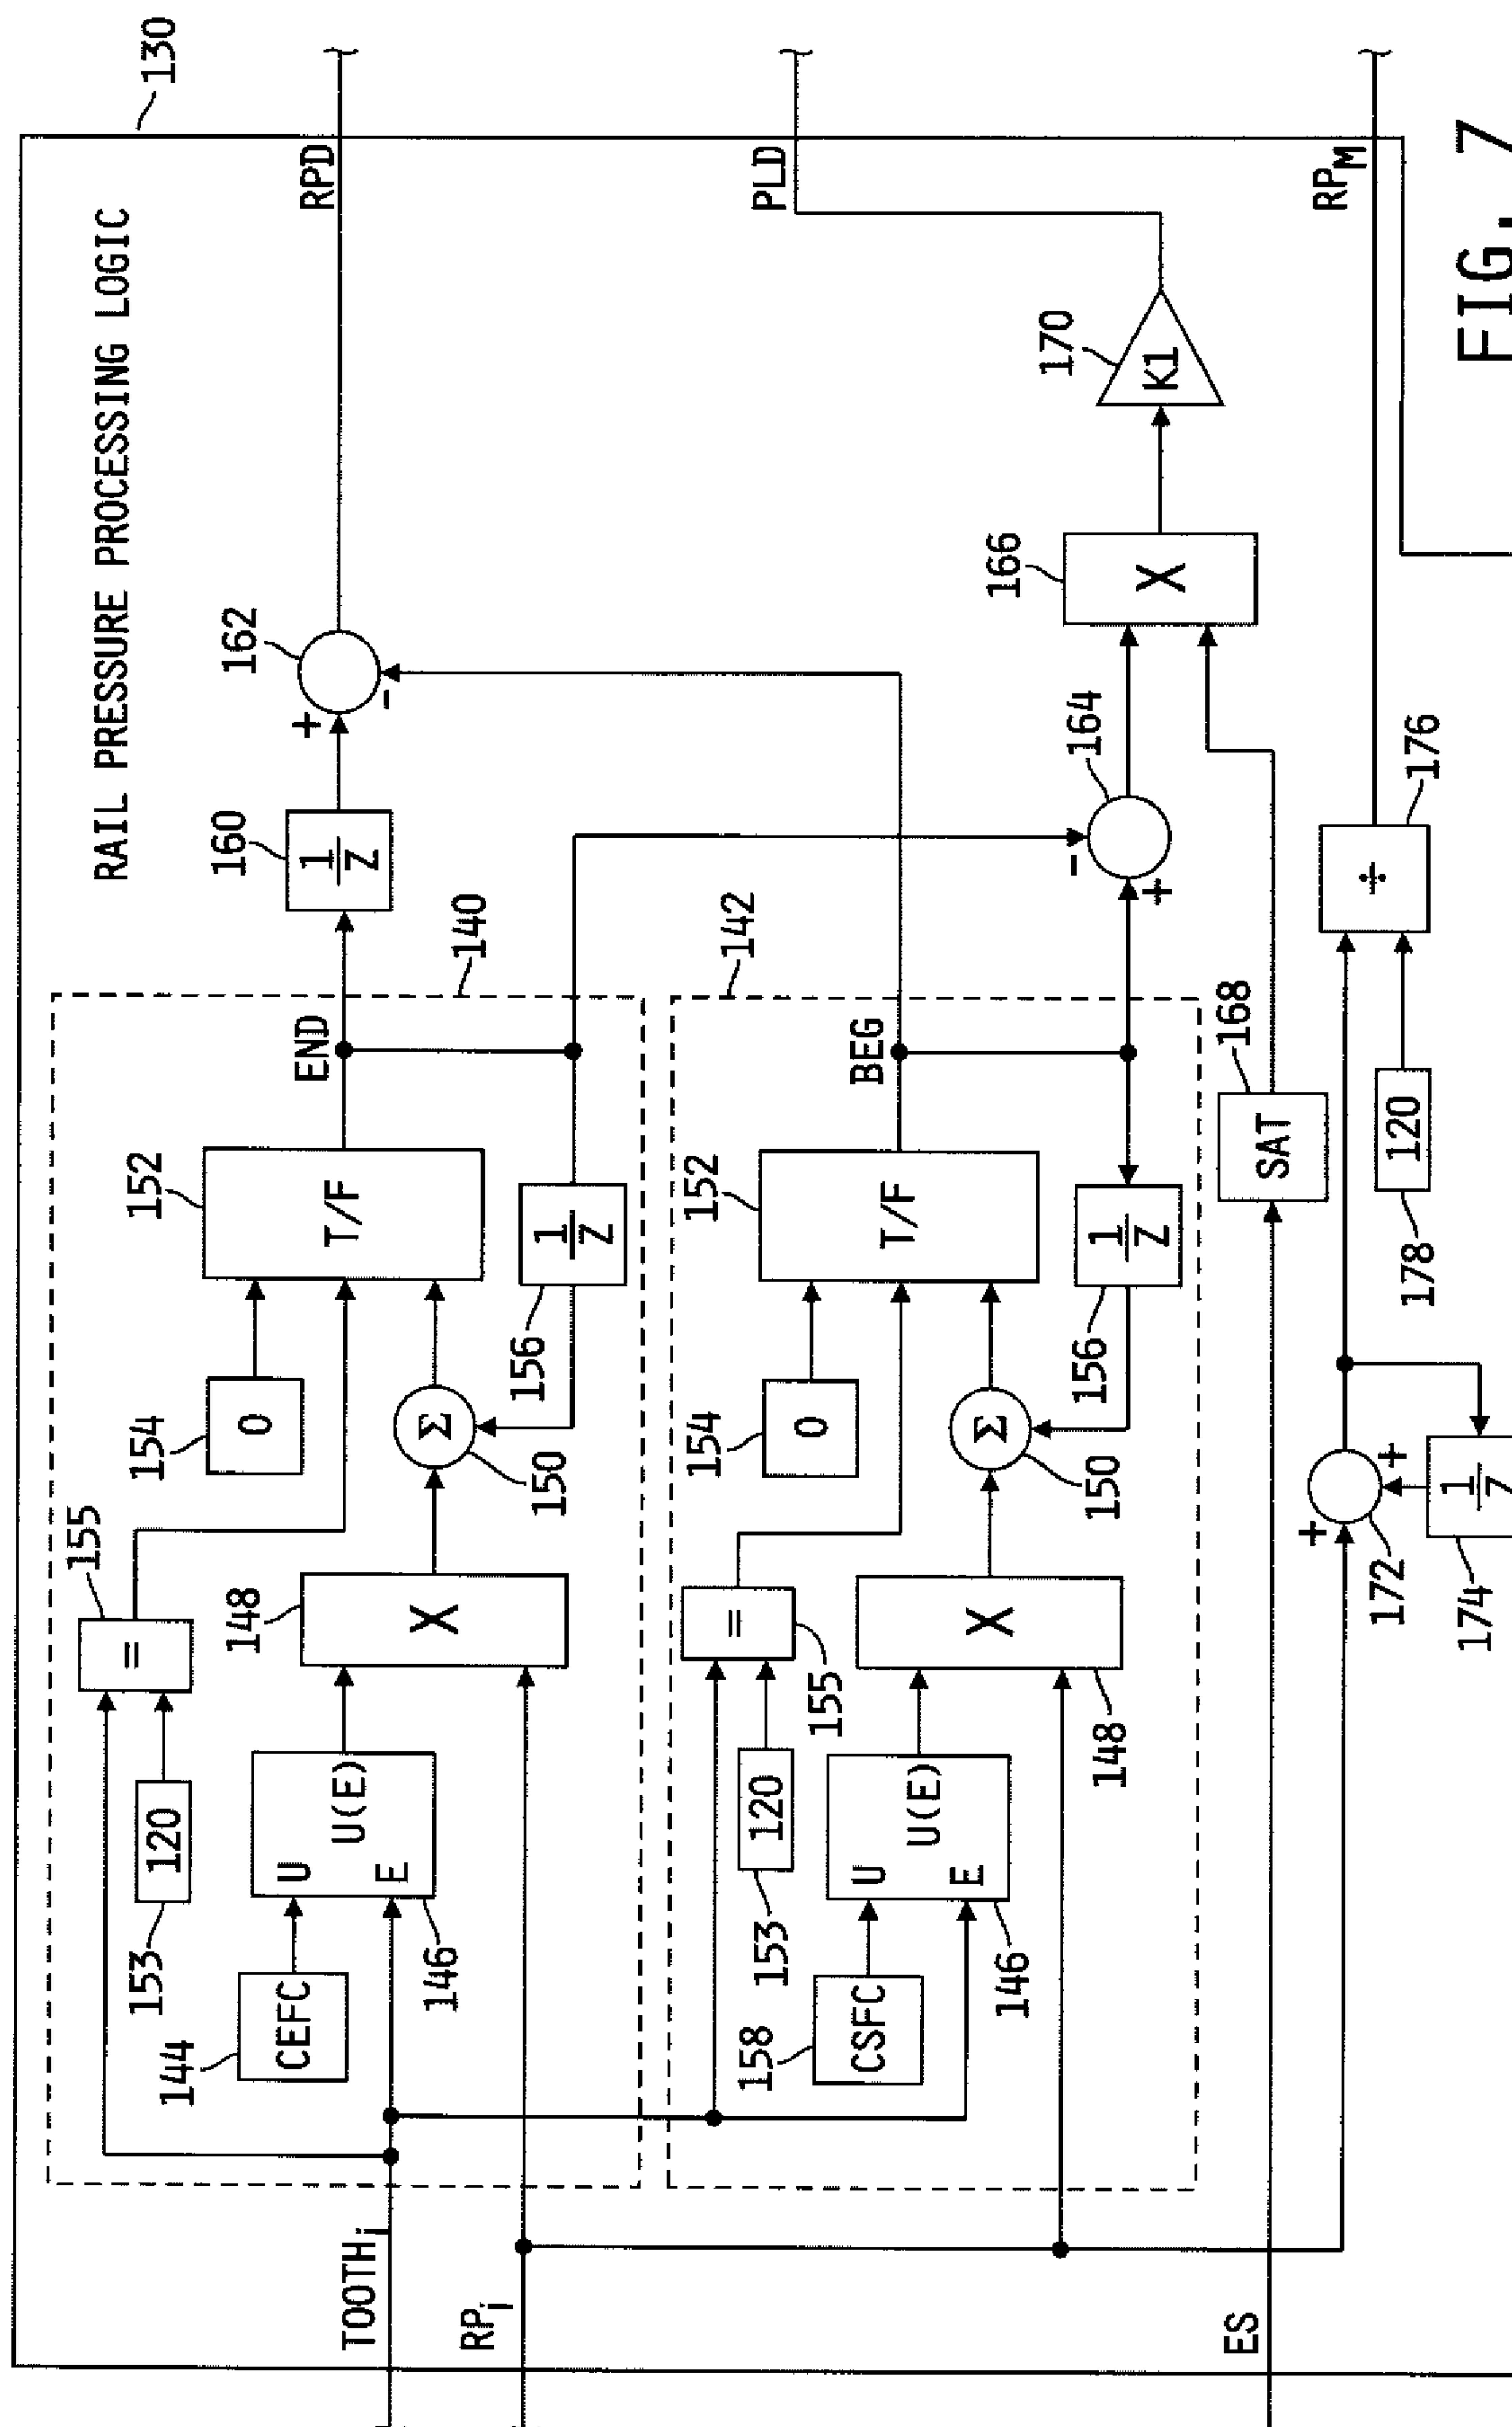 RAIL PRESSURE PROCESSING LOGIC
130
155
=
153
120
144
CEFC
U
U(E)
E
146
148
X
154
0
150
Σ
152
T/F
156
1
Z
END
140
160
1
Z
162
+
-
RPD
TOOTHi
RPi
155
=
153
120
158
CSFC
U
U(E)
E
146
148
X
154
0
150
Σ
152
T/F
156
1
Z
BEG
142
164
-
+
166
X
170
K1
PLD
ES
168
SAT
172
+
+
174
1
Z
178
120
176
÷
RPM
FIG. 7